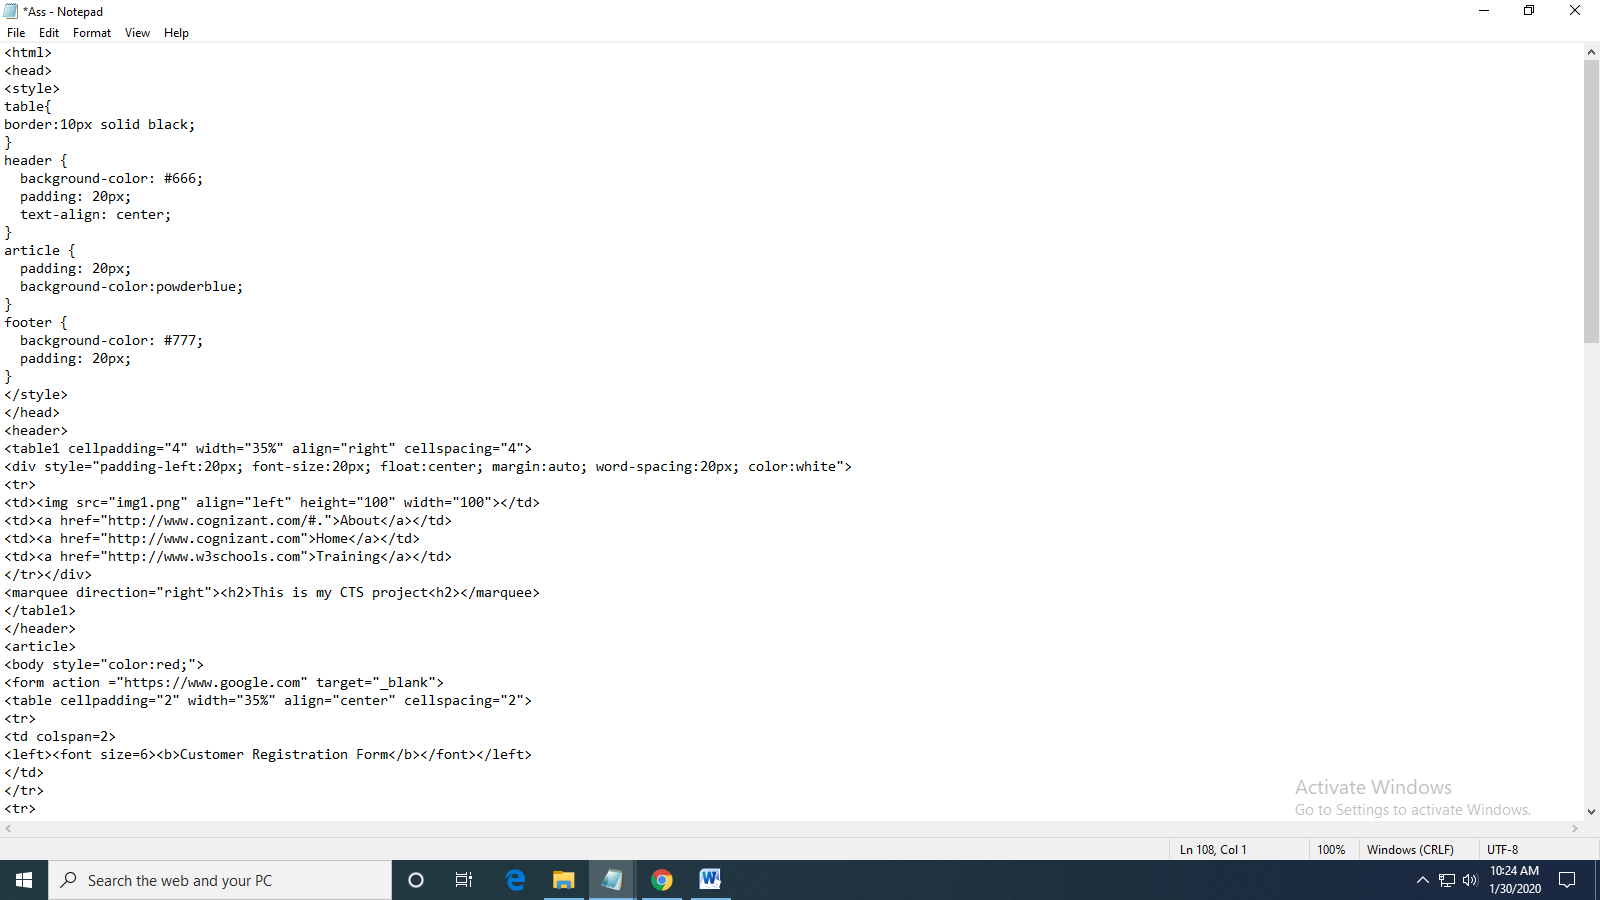 *Ass - Notepad
File Edit Format View Help
<html>
<head>
<style>
table{
border:10px solid black;
}
header {
  background-color: #666;
  padding: 20px;
  text-align: center;
}
article {
  padding: 20px;
  background-color:powderblue;
}
footer {
  background-color: #777;
  padding: 20px;
}
</style>
</head>
<header>
<table1 cellpadding="4" width="35%" align="right" cellspacing="4">
<div style="padding-left:20px; font-size:20px; float:center; margin:auto; word-spacing:20px; color:white">
<tr>
<td><img src="img1.png" align="left" height="100" width="100"></td>
<td><a href="http://www.cognizant.com/#.">About</a></td>
<td><a href="http://www.cognizant.com">Home</a></td>
<td><a href="http://www.w3schools.com">Training</a></td>
</tr></div>
<marquee direction="right"><h2>This is my CTS project<h2></marquee>
</table1>
</header>
<article>
<body style="color:red;">
<form action ="https://www.google.com" target="_blank">
<table cellpadding="2" width="35%" align="center" cellspacing="2">
<tr>
<td colspan=2>
<left><font size=6><b>Customer Registration Form</b></font></left>
</td>
</tr>
<tr>
Activate Windows
Go to Settings to activate Windows.
Ln 108, Col 1 100% Windows (CRLF) UTF-8
Search the web and your PC
10:24 AM
1/30/2020